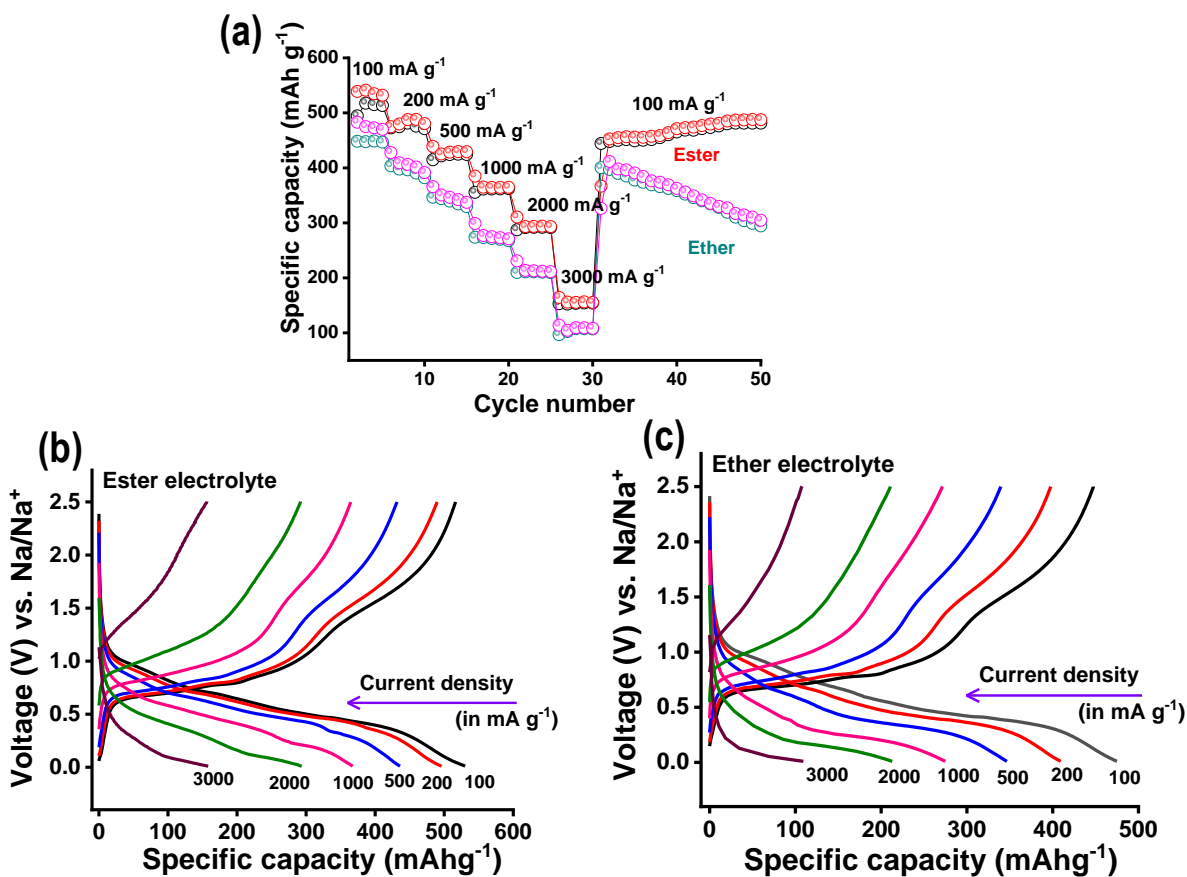 (a)
600
500
400
300
200
100
Specific capacity (mAh g⁻¹)
100 mA g⁻¹
200 mA g⁻¹
500 mA g⁻¹
1000 mA g⁻¹
2000 mA g⁻¹
3000 mA g⁻¹
100 mA g⁻¹
Ester
Ether
10 20 30 40 50
Cycle number
(b)
Ester electrolyte
2.5
2.0
1.5
1.0
0.5
0.0
Voltage (V) vs. Na/Na⁺
Current density
(in mA g⁻¹)
3000 2000 1000 500 200 100
0 100 200 300 400 500 600
Specific capacity (mAhg⁻¹)
(c)
Ether electrolyte
2.5
2.0
1.5
1.0
0.5
0.0
Voltage (V) vs. Na/Na⁺
Current density
(in mA g⁻¹)
3000 2000 1000 500 200 100
0 100 200 300 400 500
Specific capacity (mAhg⁻¹)